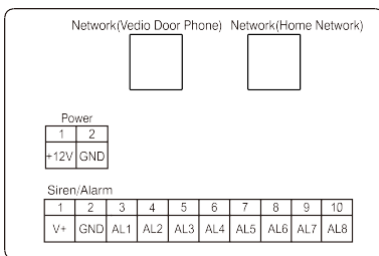 Network(Vedio Door Phone) Network(Home Network)
Power
1 2
+12V GND
Siren/Alarm
1 2 3 4 5 6 7 8 9 10
V+ GND AL1 AL2 AL3 AL4 AL5 AL6 AL7 AL8